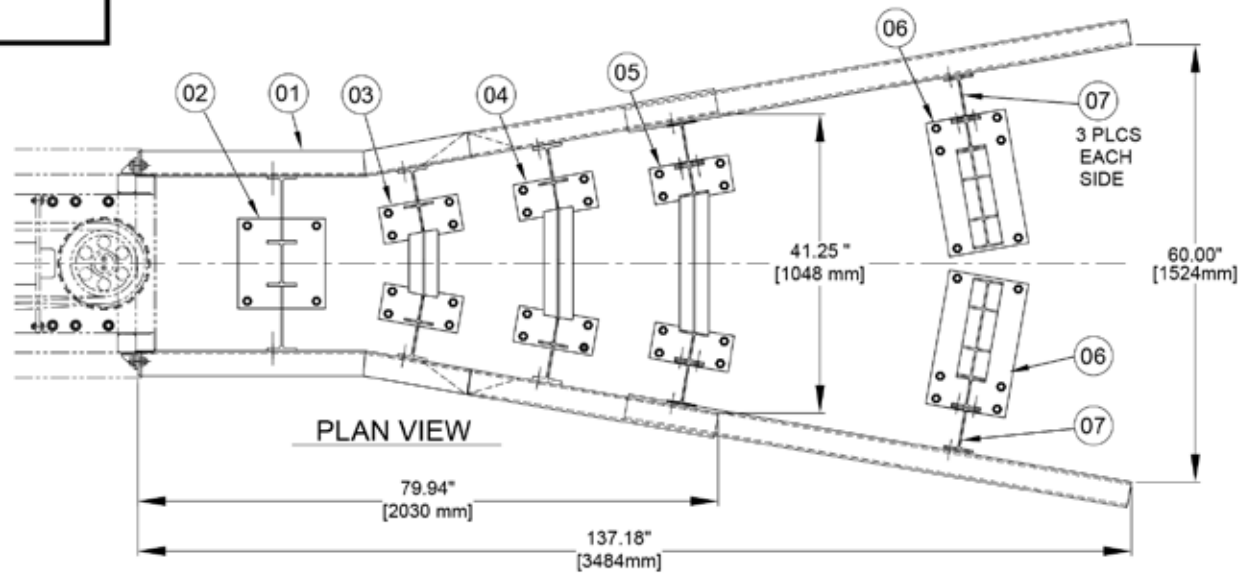 06
05
07
04
03
01
02
3 PLCS
EACH
SIDE
41.25 "
[1048 mm]
60.00"
[1524mm]
06
07
PLAN VIEW
79.94"
[2030 mm]
137.18"
[3484mm]